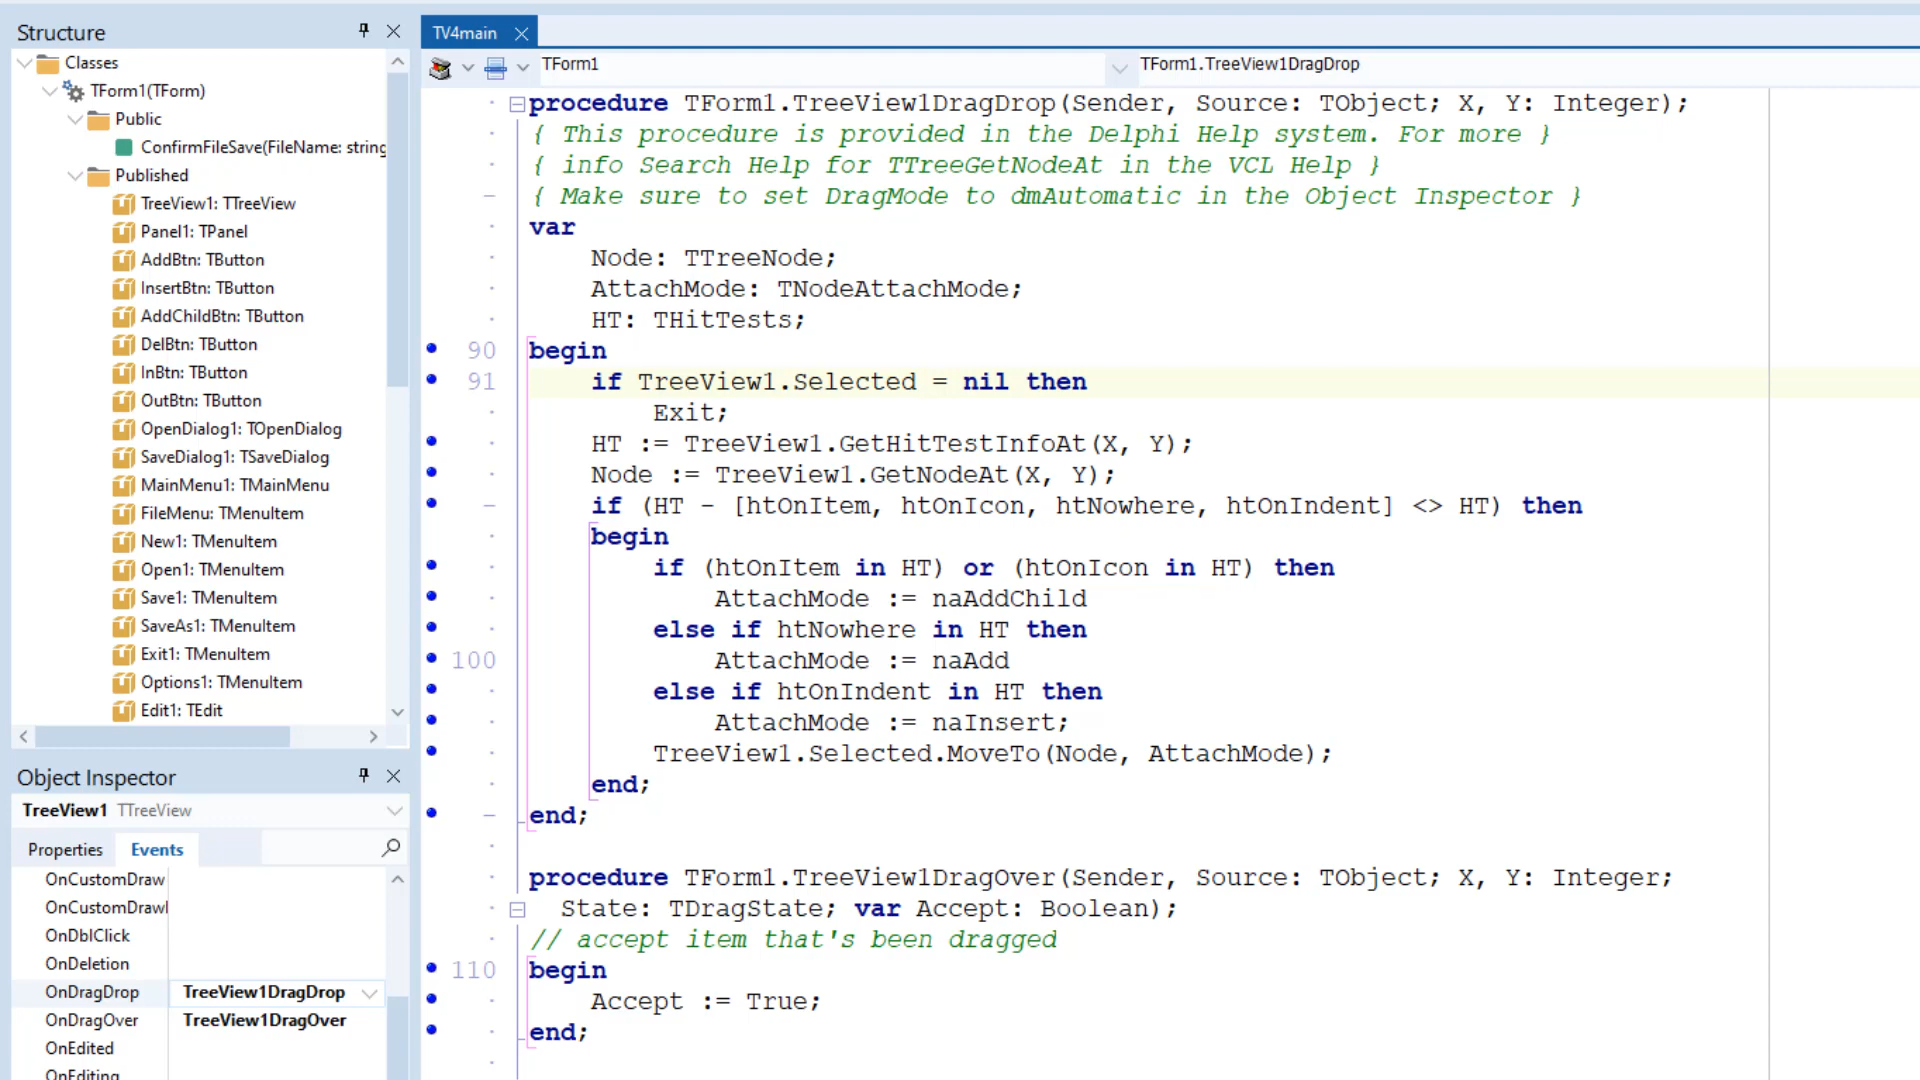 Structure
Classes
TForm1(TForm)
Public
ConfirmFileSave(FileName: string
Published
TreeView1: TTreeView
Panel1: TPanel
AddBtn: TButton
InsertBtn: TButton
AddChildBtn: TButton
DelBtn: TButton
InBtn: TButton
OutBtn: TButton
OpenDialog1: TOpenDialog
SaveDialog1: TSaveDialog
MainMenu1: TMainMenu
FileMenu: TMenuItem
New1: TMenuItem
Open1: TMenuItem
Save1: TMenuItem
SaveAs1: TMenuItem
Exit1: TMenuItem
Options1: TMenuItem
Edit1: TEdit
Object Inspector
TreeView1 TTreeView
Properties Events
OnCustomDraw
OnCustomDrawI
OnDblClick
OnDeletion
OnDragDrop TreeView1DragDrop
OnDragOver TreeView1DragOver
OnEdited
OnEditing
TV4main
TForm1 TForm1.TreeView1DragDrop
procedure TForm1.TreeView1DragDrop(Sender, Source: TObject; X, Y: Integer);
{ This procedure is provided in the Delphi Help system. For more }
{ info Search Help for TTreeGetNodeAt in the VCL Help }
{ Make sure to set DragMode to dmAutomatic in the Object Inspector }
var
Node: TTreeNode;
AttachMode: TNodeAttachMode;
HT: THitTests;
90 begin
91 if TreeView1.Selected = nil then
Exit;
HT := TreeView1.GetHitTestInfoAt(X, Y);
Node := TreeView1.GetNodeAt(X, Y);
if (HT - [htOnItem, htOnIcon, htNowhere, htOnIndent] <> HT) then
begin
if (htOnItem in HT) or (htOnIcon in HT) then
AttachMode := naAddChild
else if htNowhere in HT then
100 AttachMode := naAdd
else if htOnIndent in HT then
AttachMode := naInsert;
TreeView1.Selected.MoveTo(Node, AttachMode);
end;
end;
procedure TForm1.TreeView1DragOver(Sender, Source: TObject; X, Y: Integer;
State: TDragState; var Accept: Boolean);
// accept item that's been dragged
110 begin
Accept := True;
end;